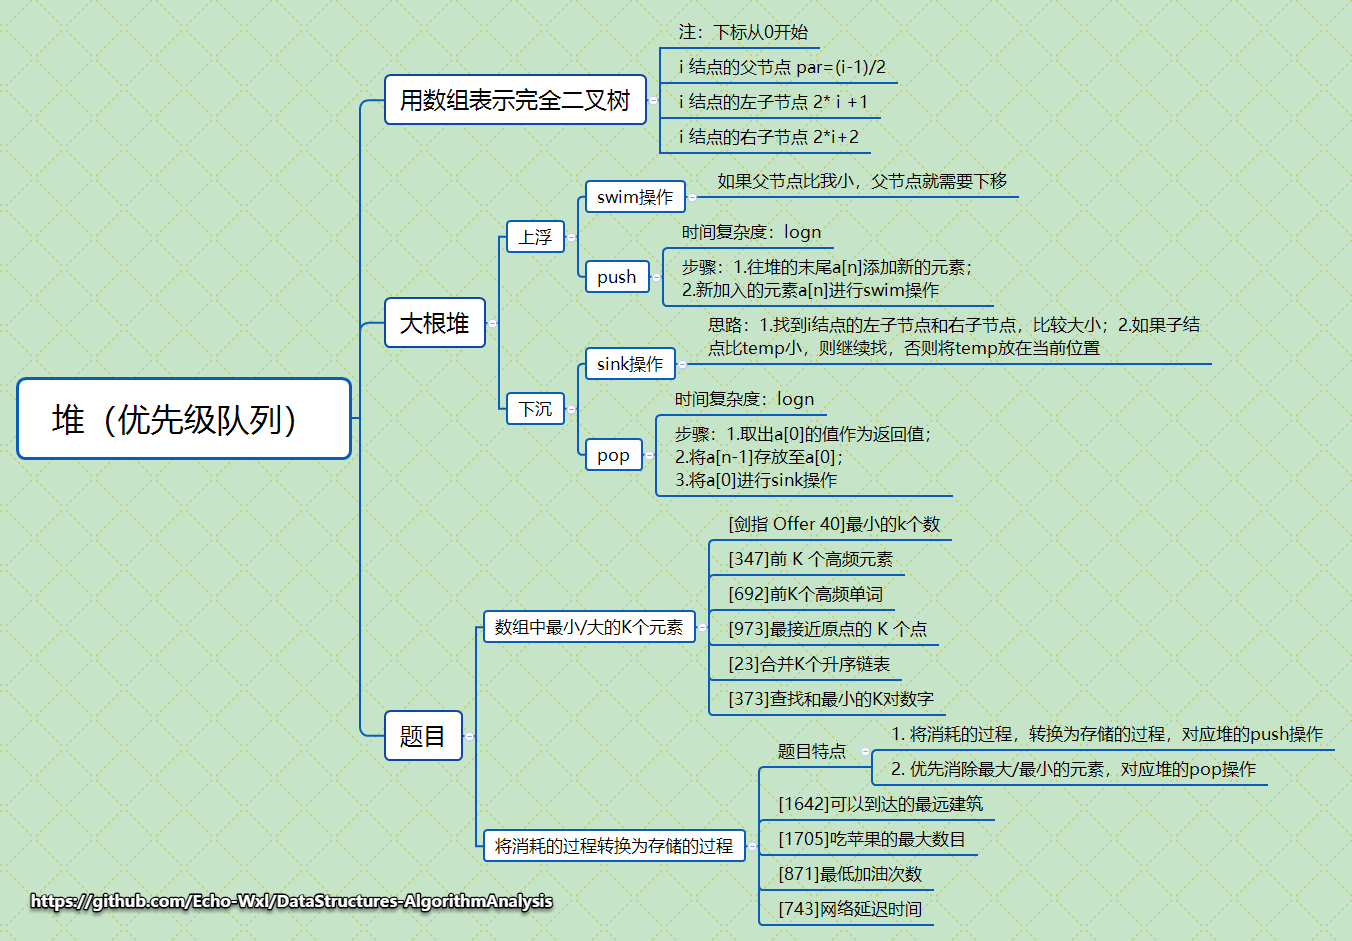 堆（优先级队列）
用数组表示完全二叉树
注：下标从0开始
i 结点的父节点 par=(i-1)/2
i 结点的左子节点 2* i +1
i 结点的右子节点 2*i+2
大根堆
上浮
swim操作
如果父节点比我小，父节点就需要下移
push
时间复杂度：logn
步骤：1.往堆的末尾a[n]添加新的元素；
2.新加入的元素a[n]进行swim操作
下沉
sink操作
思路：1.找到i结点的左子节点和右子节点，比较大小；2.如果子结
点比temp小，则继续找，否则将temp放在当前位置
pop
时间复杂度：logn
步骤：1.取出a[0]的值作为返回值；
2.将a[n-1]存放至a[0]；
3.将a[0]进行sink操作
题目
数组中最小/大的K个元素
[剑指 Offer 40]最小的k个数
[347]前 K 个高频元素
[692]前K个高频单词
[973]最接近原点的 K 个点
[23]合并K个升序链表
[373]查找和最小的K对数字
将消耗的过程转换为存储的过程
题目特点
1. 将消耗的过程，转换为存储的过程，对应堆的push操作
2. 优先消除最大/最小的元素，对应堆的pop操作
[1642]可以到达的最远建筑
[1705]吃苹果的最大数目
[871]最低加油次数
[743]网络延迟时间
https://github.com/Echo-Wxl/DataStructures-AlgorithmAnalysis